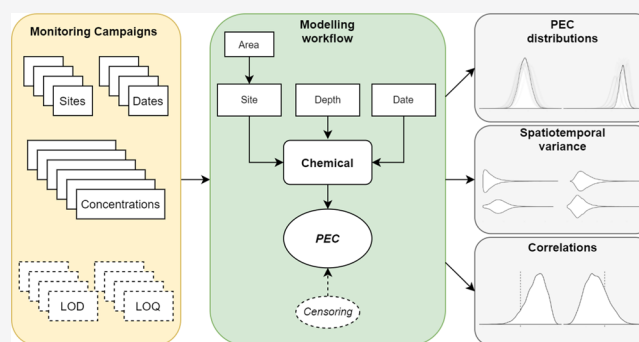 Monitoring Campaigns
Sites
Dates
Concentrations
LOD
LOQ
Modelling
workflow
Area
Site
Depth
Date
Chemical
PEC
Censoring
PEC
distributions
Spatiotemporal
variance
Correlations